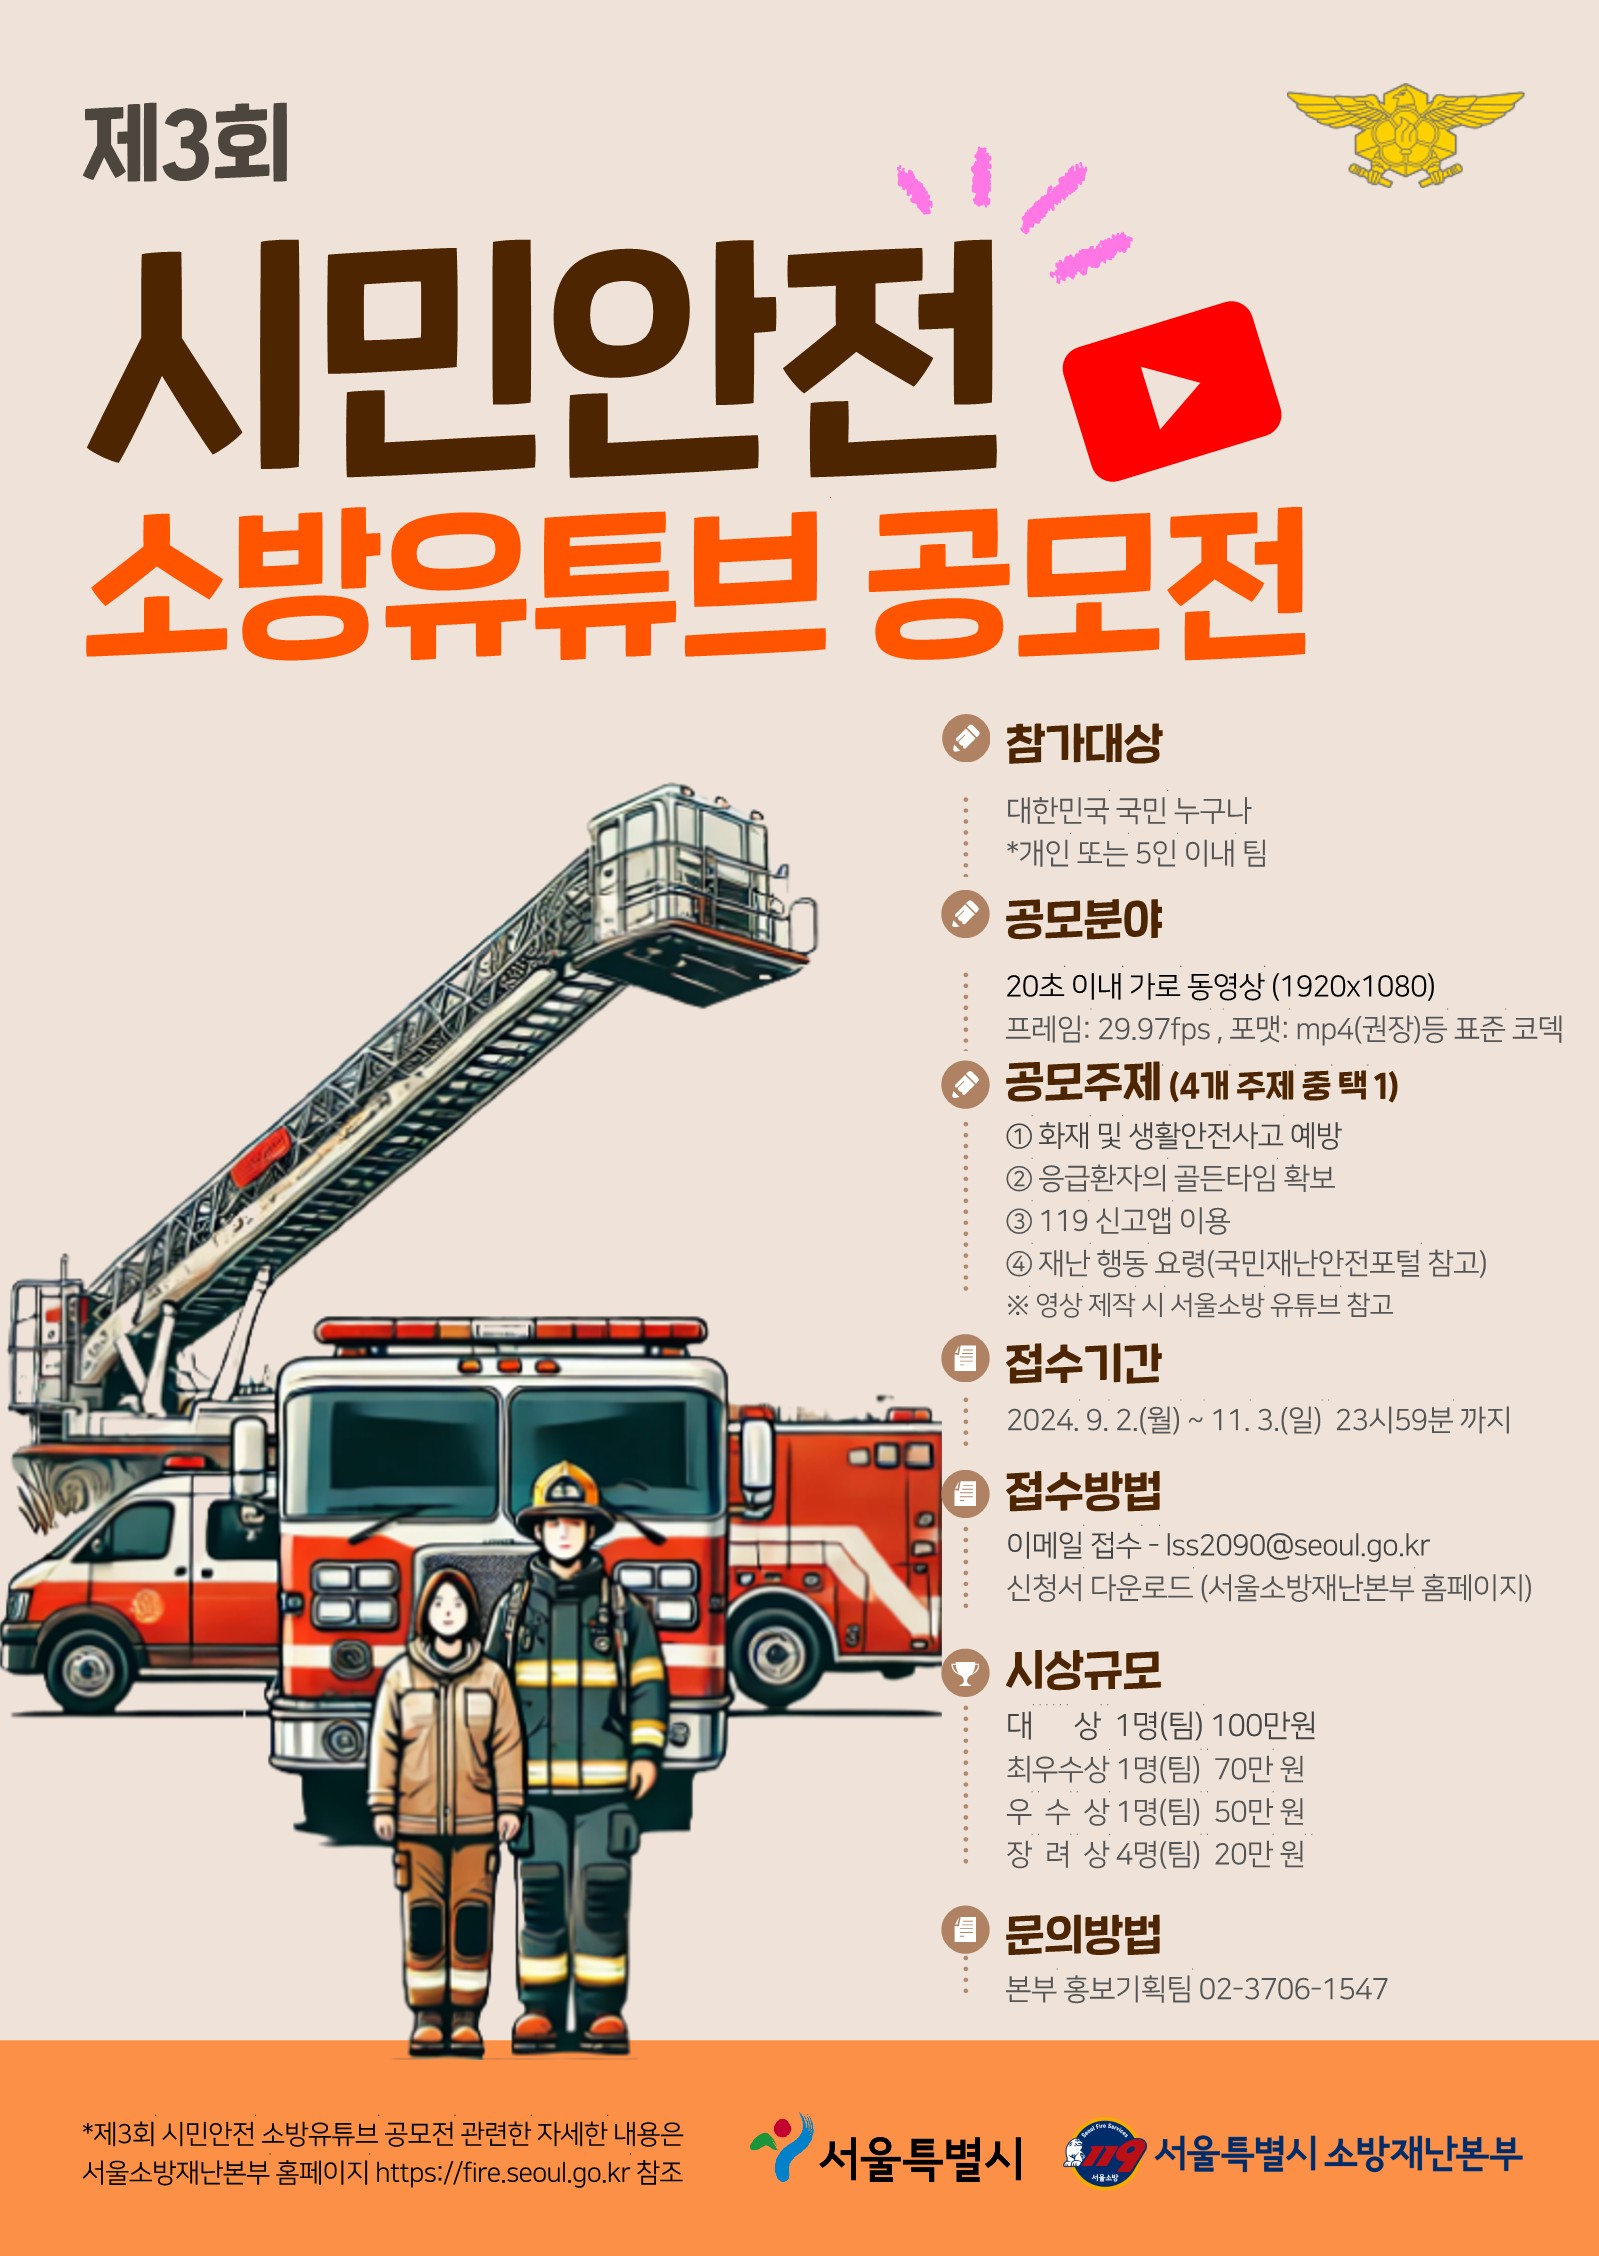 제3회
시민안전
소방유튜브 공모전
참가대상
대한민국 국민 누구나
*개인 또는 5인 이내 팀
공모분야
20초 이내 가로 동영상 (1920x1080)
프레임: 29.97fps , 포맷: mp4(권장)등 표준 코덱
공모주제 (4개 주제 중 택 1)
① 화재 및 생활안전사고 예방
② 응급환자의 골든타임 확보
③ 119 신고앱 이용
④ 재난 행동 요령(국민재난안전포털 참고)
※ 영상 제작 시 서울소방 유튜브 참고
접수기간
2024. 9. 2.(월) ~ 11. 3.(일) 23시59분 까지
접수방법
이메일 접수 - lss2090@seoul.go.kr
신청서 다운로드 (서울소방재난본부 홈페이지)
시상규모
대 상 1명(팀) 100만원
최우수상 1명(팀) 70만 원
우 수 상 1명(팀) 50만 원
장 려 상 4명(팀) 20만 원
문의방법
본부 홍보기획팀 02-3706-1547
*제3회 시민안전 소방유튜브 공모전 관련한 자세한 내용은
서울소방재난본부 홈페이지 https://fire.seoul.go.kr 참조
서울특별시
Seoul Fire Services
119
서울소방
서울특별시 소방재난본부